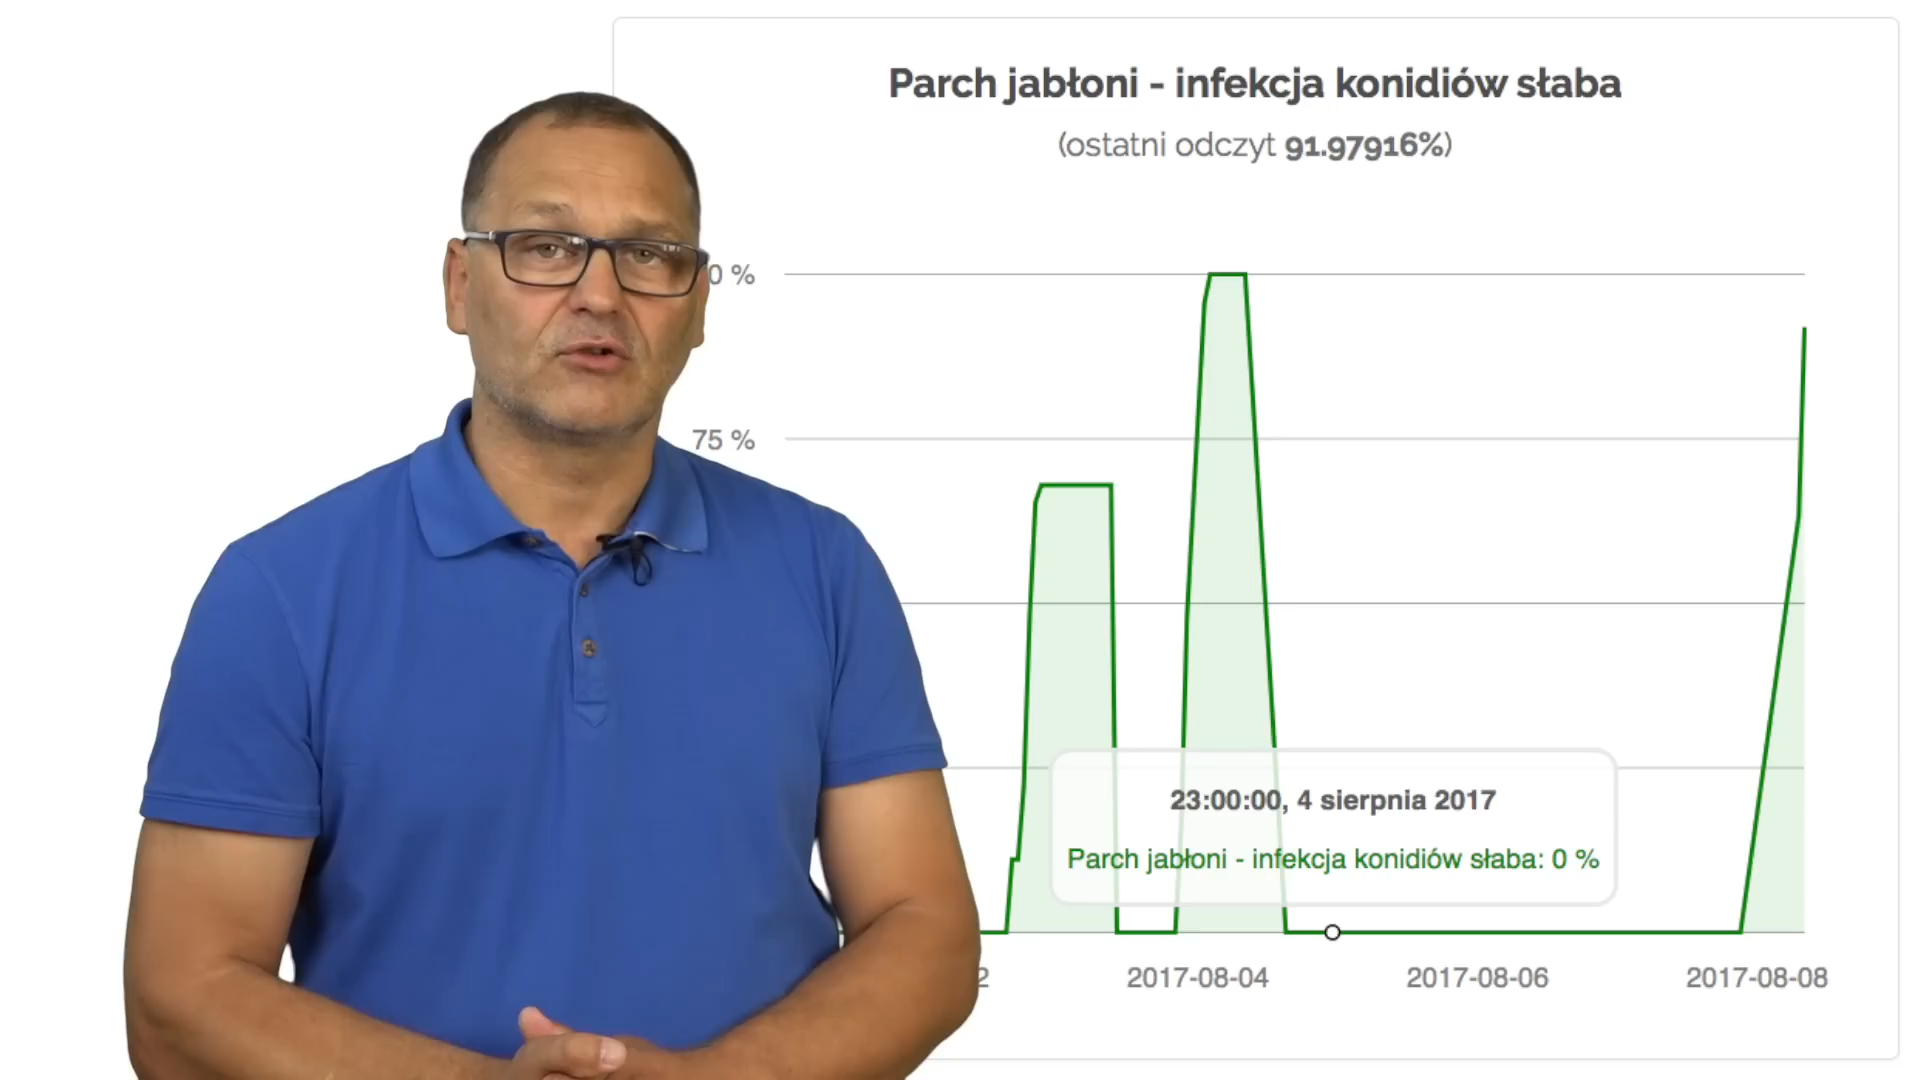 Parch jabłoni - infekcja konidiów słaba
(ostatni odczyt 91.97916%)
0 %
75 %
23:00:00, 4 sierpnia 2017
Parch jabłoni - infekcja konidiów słaba: 0 %
2
2017-08-04
2017-08-06
2017-08-08